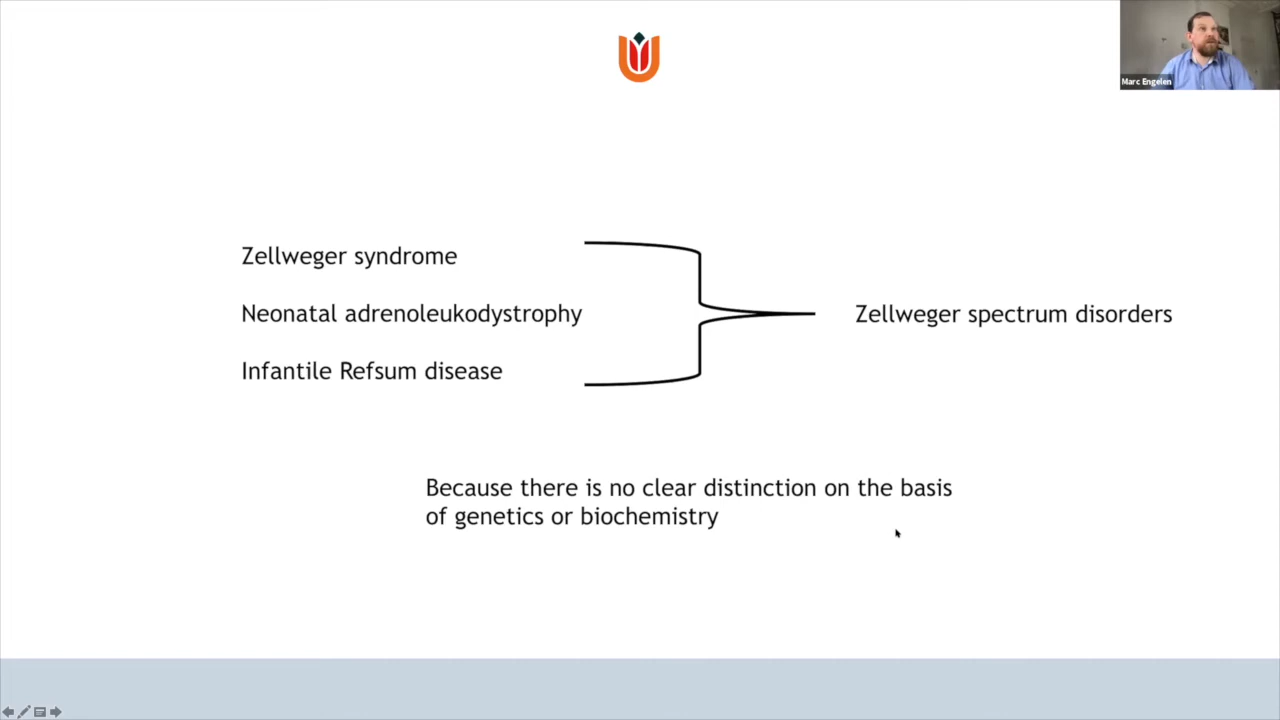 Marc Engelen
Zellweger syndrome
Neonatal adrenoleukodystrophy
Infantile Refsum disease
Zellweger spectrum disorders
Because there is no clear distinction on the basis
of genetics or biochemistry